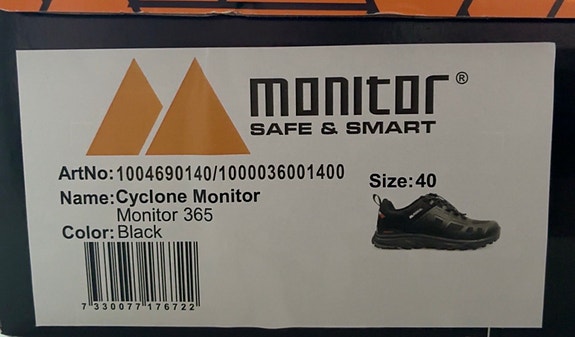 monitor®
SAFE & SMART
ArtNo: 1004690140/1000036001400
Name: Cyclone Monitor
Monitor 365
Size: 40
Color: Black
7 330077 176722